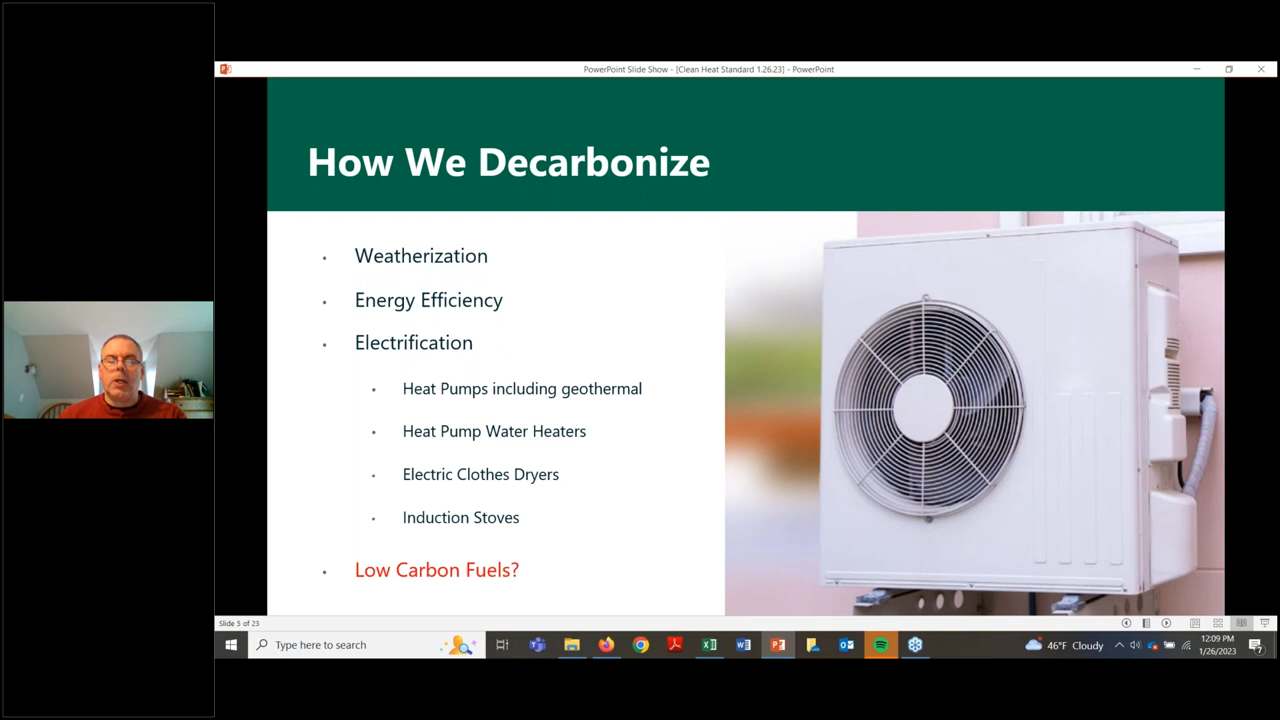 PowerPoint Slide Show - [Clean Heat Standard 1.26.23] - PowerPoint
How We Decarbonize
Weatherization
Energy Efficiency
Electrification
Heat Pumps including geothermal
Heat Pump Water Heaters
Electric Clothes Dryers
Induction Stoves
Low Carbon Fuels?
Slide 5 of 23
Type here to search
46°F Cloudy
12:09 PM
1/26/2023
7